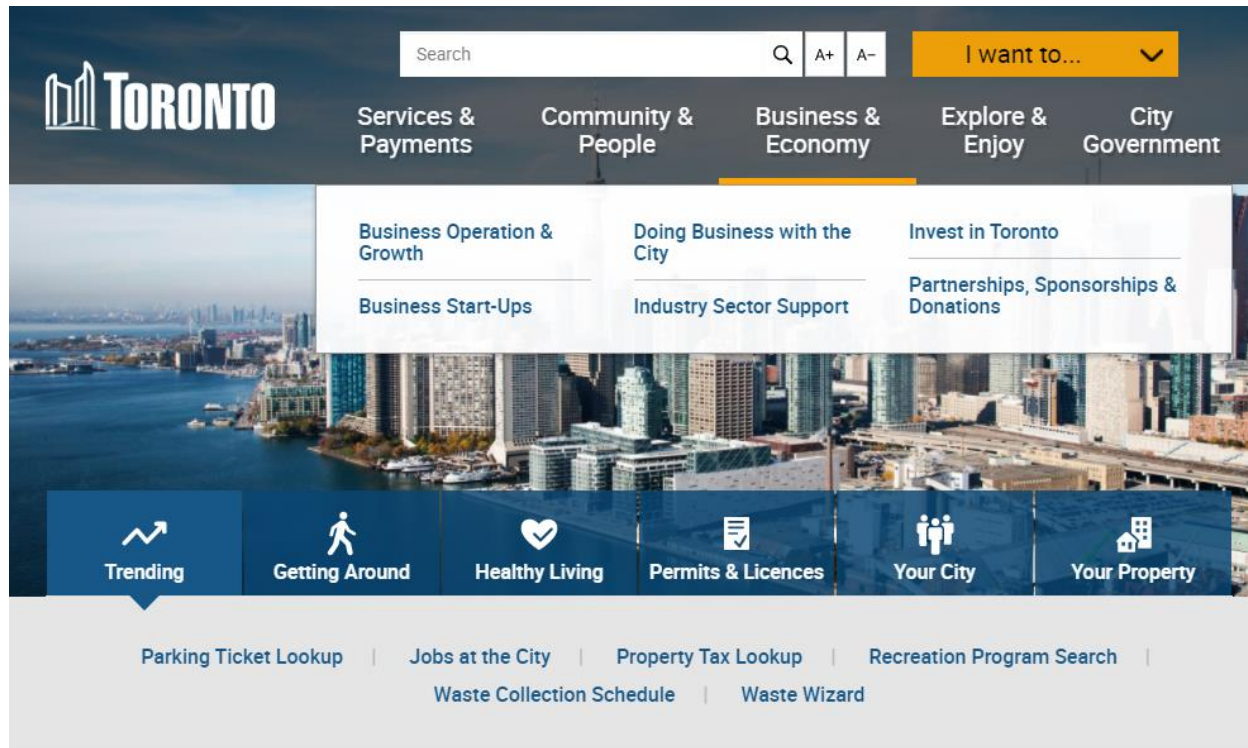 Search
A+
A-
I want to...
TORONTO
Services &
Payments
Community &
People
Business &
Economy
Explore &
Enjoy
City
Government
Business Operation &
Growth
Business Start-Ups
Doing Business with the
City
Industry Sector Support
Invest in Toronto
Partnerships, Sponsorships &
Donations
Trending
Getting Around
Healthy Living
Permits & Licences
Your City
Your Property
Parking Ticket Lookup | Jobs at the City | Property Tax Lookup | Recreation Program Search |
Waste Collection Schedule | Waste Wizard